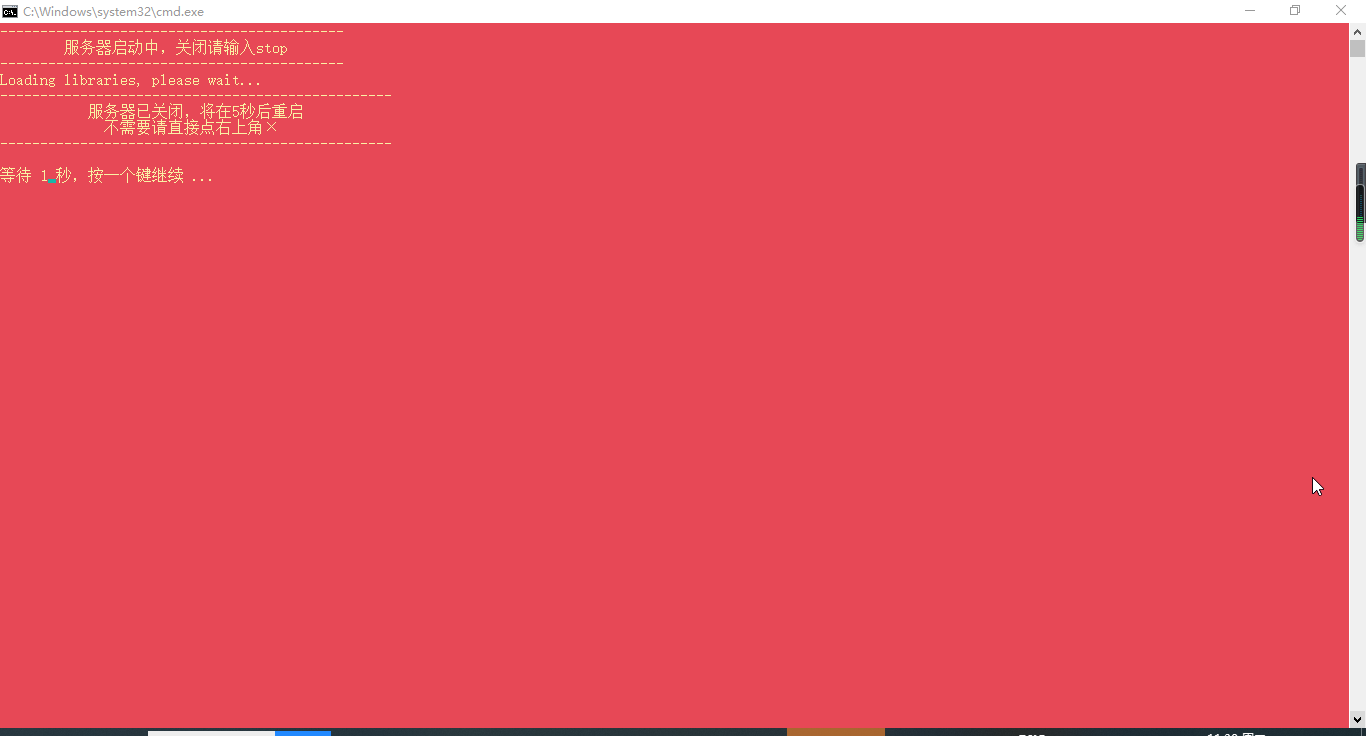 C:\Windows\system32\cmd.exe
-------------------------------------------
服务器启动中，关闭请输入stop
-------------------------------------------
Loading libraries, please wait...
-------------------------------------------------
服务器已关闭，将在5秒后重启
不需要请直接点右上角×
-------------------------------------------------
等待 1 秒，按一个键继续 ...